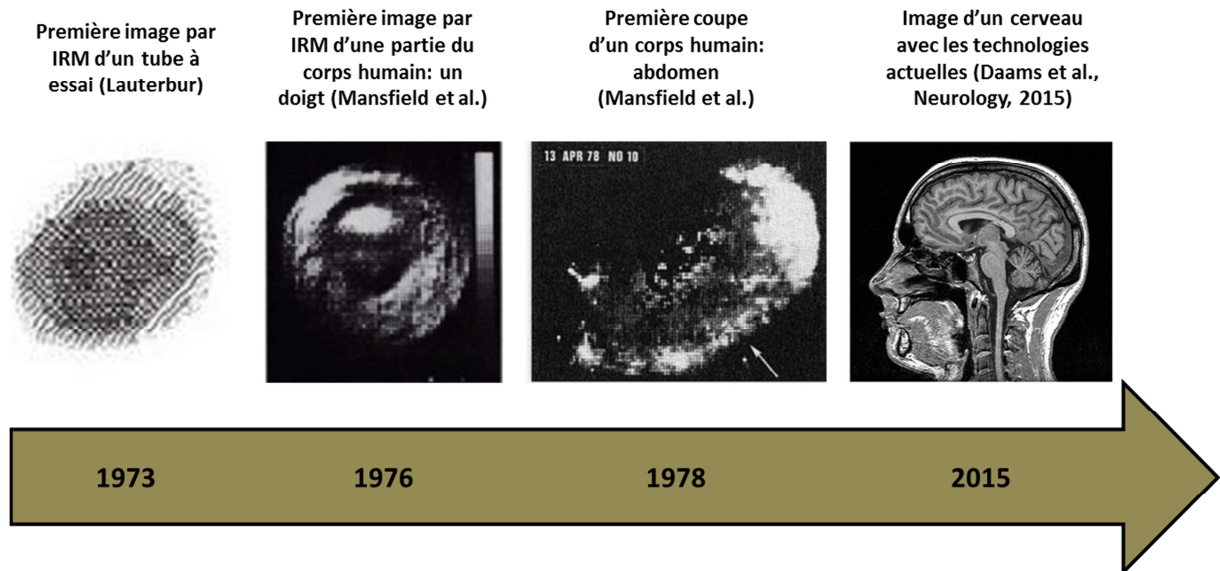 Première image par
IRM d'un tube à
essai (Lauterbur)
Première image par
IRM d'une partie du
corps humain: un
doigt (Mansfield et al.)
Première coupe
d'un corps humain:
abdomen
(Mansfield et al.)
Image d'un cerveau
avec les technologies
actuelles (Daams et al.,
Neurology, 2015)
13 APR 78 NO 10
1973
1976
1978
2015